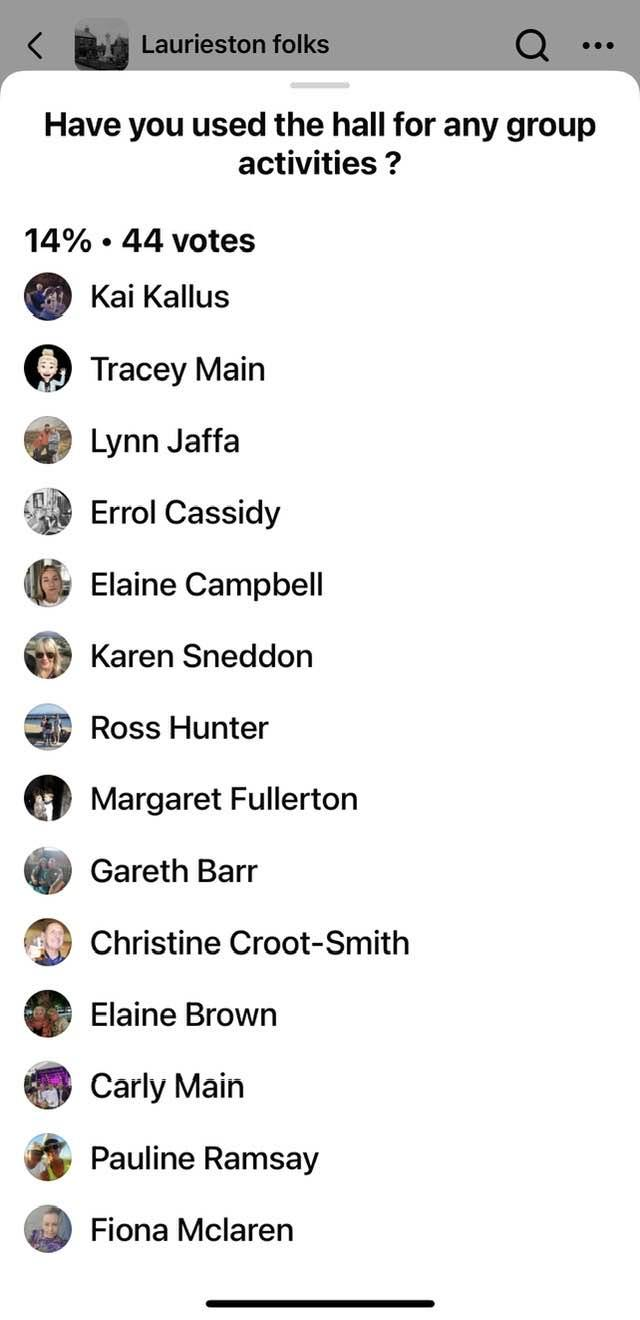 Laurieston folks
Have you used the hall for any group
activities ?
14% • 44 votes
Kai Kallus
Tracey Main
Lynn Jaffa
Errol Cassidy
Elaine Campbell
Karen Sneddon
Ross Hunter
Margaret Fullerton
Gareth Barr
Christine Croot-Smith
Elaine Brown
Carly Main
Pauline Ramsay
Fiona Mclaren